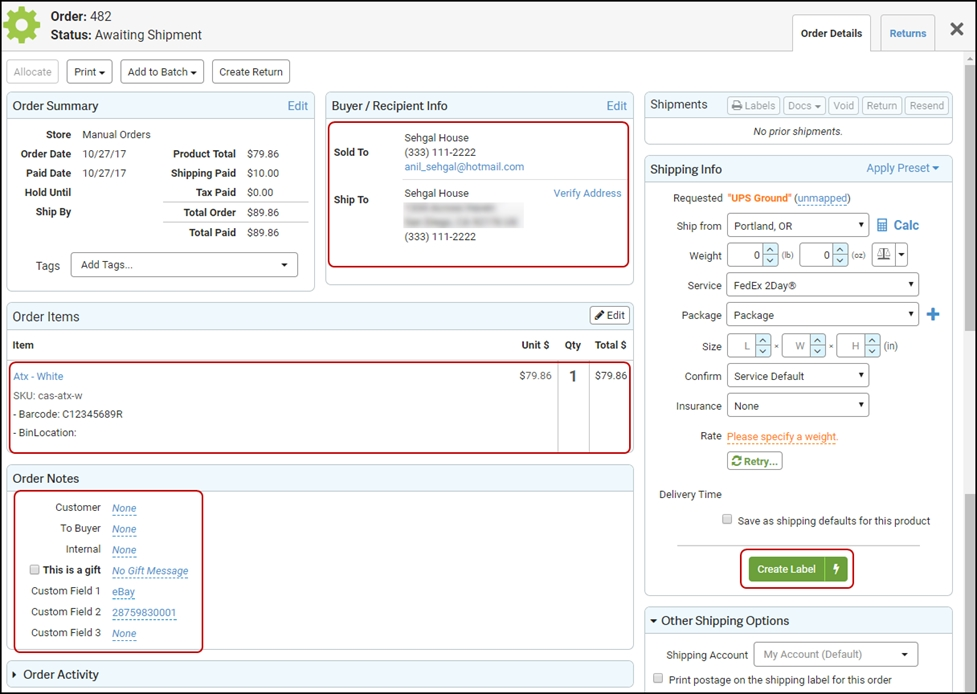 Order: 482
Status: Awaiting Shipment
Order Details
Returns
Allocate
Print
Add to Batch
Create Return
Order Summary
Edit
Store Manual Orders
Order Date 10/27/17 Product Total $79.86
Paid Date 10/27/17 Shipping Paid $10.00
Hold Until Tax Paid $0.00
Ship By Total Order $89.86
Total Paid $89.86
Tags Add Tags...
Buyer / Recipient Info
Edit
Sold To Sehgal House
(333) 111-2222
anil_sehgal@hotmail.com
Ship To Sehgal House Verify Address
(333) 111-2222
Order Items
Edit
Item Unit $ Qty Total $
Atx - White $79.86 1 $79.86
SKU: cas-atx-w
- Barcode: C12345689R
- BinLocation:
Order Notes
Customer None
To Buyer None
Internal None
This is a gift No Gift Message
Custom Field 1 eBay
Custom Field 2 28759830001
Custom Field 3 None
Order Activity
Shipments Labels Docs Void Return Resend
No prior shipments.
Shipping Info
Apply Preset
Requested "UPS Ground" (unmapped)
Ship from Portland, OR Calc
Weight 0 (lb) 0 (oz)
Service FedEx 2Day®
Package Package
Size L × W × H (in)
Confirm Service Default
Insurance None
Rate Please specify a weight.
Retry...
Delivery Time
Save as shipping defaults for this product
Create Label
Other Shipping Options
Shipping Account My Account (Default)
Print postage on the shipping label for this order